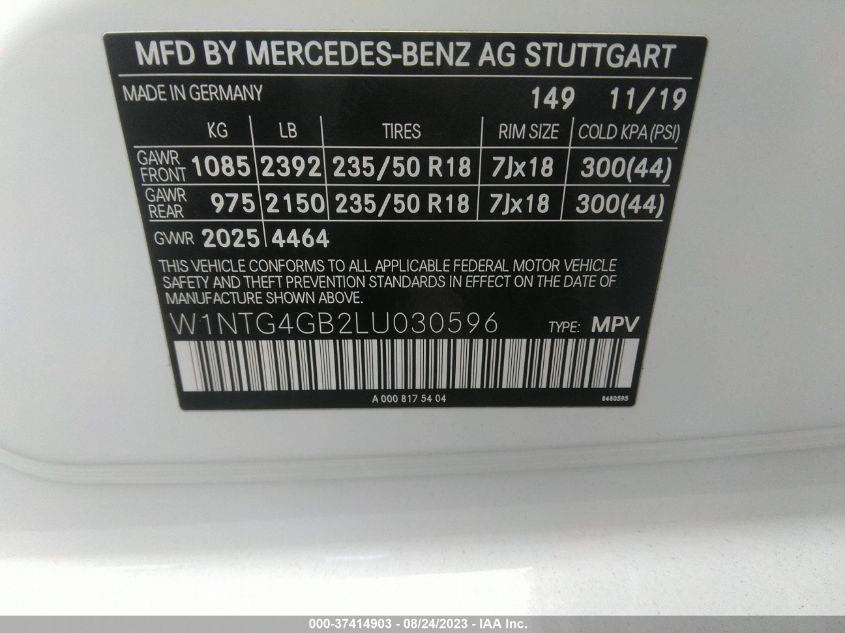 MFD BY MERCEDES-BENZ AG STUTTGART
MADE IN GERMANY 149 11/19
KG LB TIRES RIM SIZE COLD KPA (PSI)
GAWR FRONT 1085 2392 235/50 R18 7Jx18 300(44)
GAWR REAR 975 2150 235/50 R18 7Jx18 300(44)
GVWR 2025 4464
THIS VEHICLE CONFORMS TO ALL APPLICABLE FEDERAL MOTOR VEHICLE
SAFETY AND THEFT PREVENTION STANDARDS IN EFFECT ON THE DATE OF
MANUFACTURE SHOWN ABOVE.
W1NTG4GB2LU030596 TYPE: MPV
A 000 817 54 04 8480595
000-37414903 - 08/24/2023 - IAA Inc.